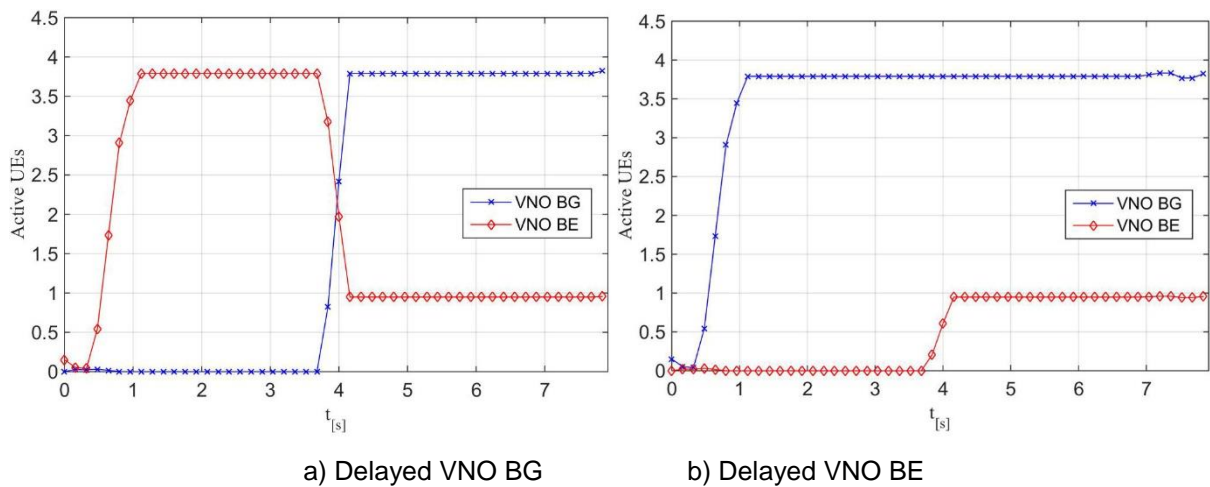 4.5
4
3.5
3
2.5
2
1.5
1
0.5
0
Active UEs
0 1 2 3 4 5 6 7
t[s]
VNO BG
VNO BE
4.5
4
3.5
3
2.5
2
1.5
1
0.5
0
Active UEs
0 1 2 3 4 5 6 7
t[s]
VNO BG
VNO BE
a) Delayed VNO BG
b) Delayed VNO BE